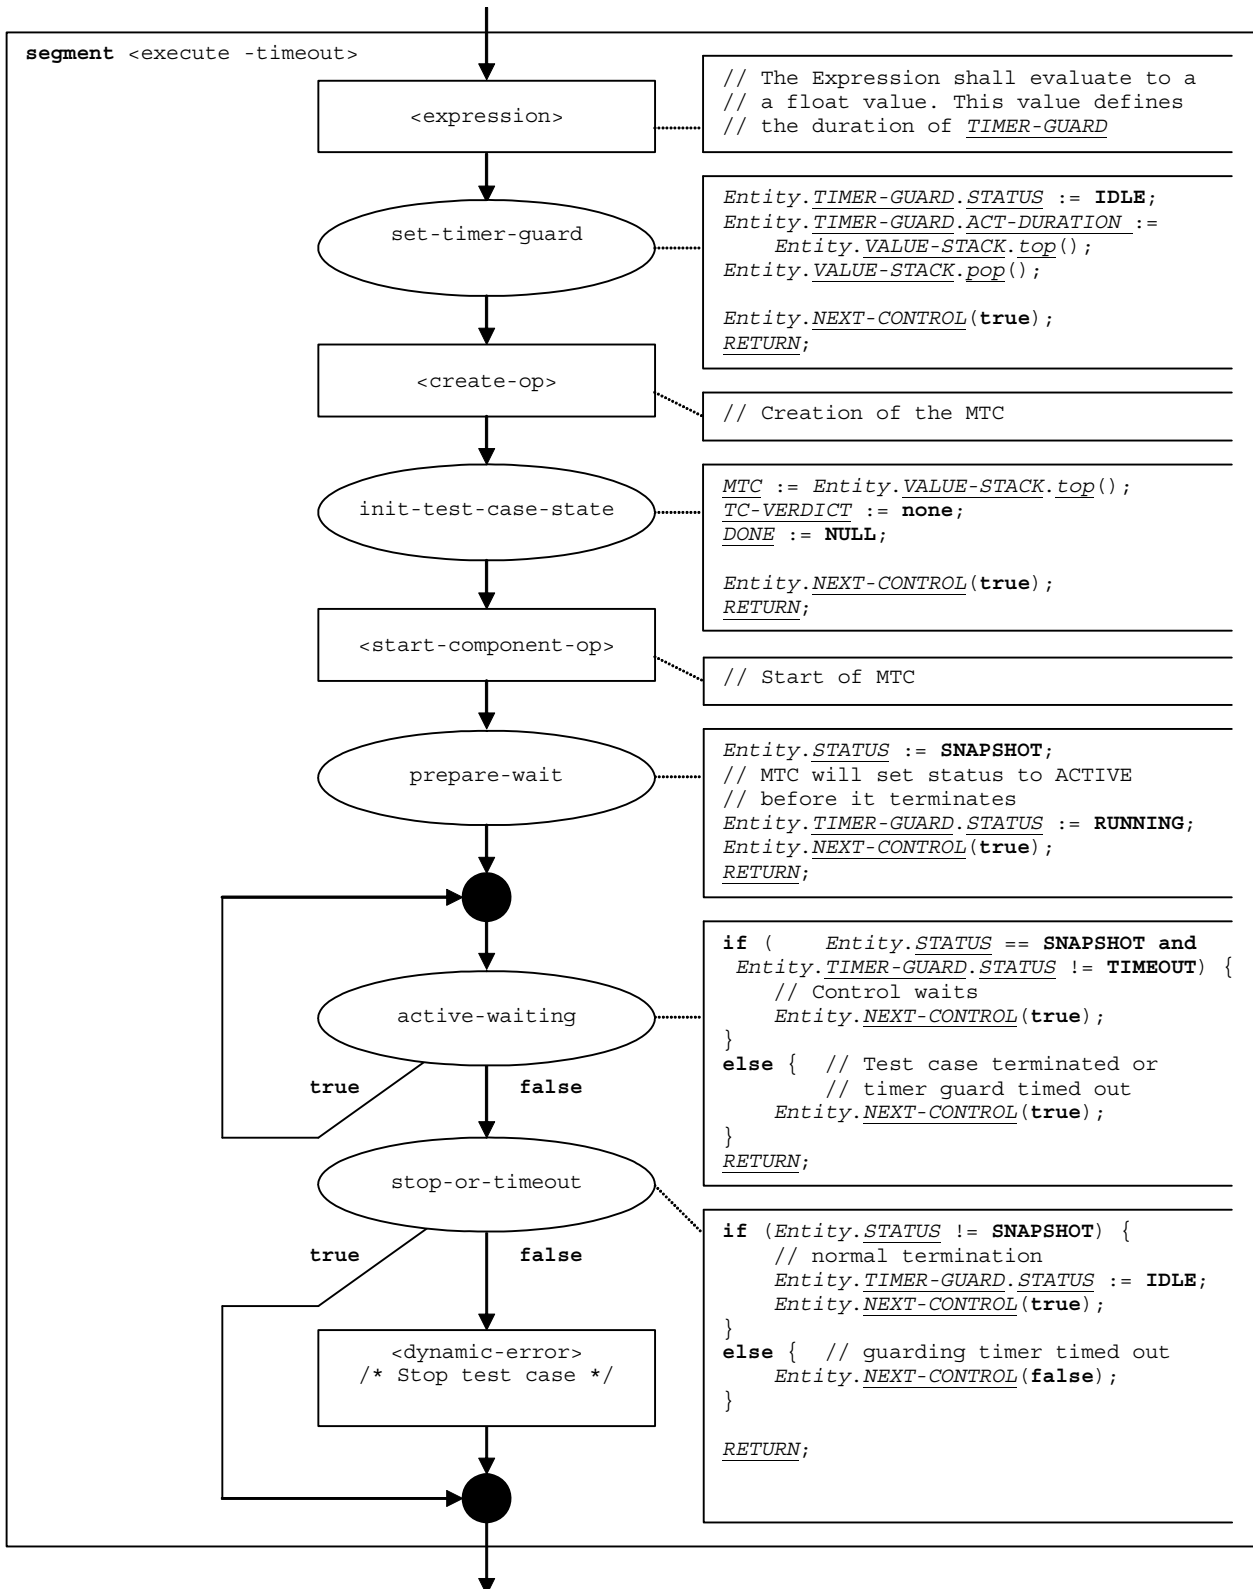 segment <execute -timeout>
<expression>
// The Expression shall evaluate to a
// a float value. This value defines
// the duration of TIMER-GUARD
set-timer-guard
Entity.TIMER-GUARD.STATUS := IDLE;
Entity.TIMER-GUARD.ACT-DURATION :=
Entity.VALUE-STACK.top();
Entity.VALUE-STACK.pop();
Entity.NEXT-CONTROL(true);
RETURN;
<create-op>
// Creation of the MTC
init-test-case-state
MTC := Entity.VALUE-STACK.top();
TC-VERDICT := none;
DONE := NULL;
Entity.NEXT-CONTROL(true);
RETURN;
<start-component-op>
// Start of MTC
prepare-wait
Entity.STATUS := SNAPSHOT;
// MTC will set status to ACTIVE
// before it terminates
Entity.TIMER-GUARD.STATUS := RUNNING;
Entity.NEXT-CONTROL(true);
RETURN;
active-waiting
true
false
if ( Entity.STATUS == SNAPSHOT and
Entity.TIMER-GUARD.STATUS != TIMEOUT) {
// Control waits
Entity.NEXT-CONTROL(true);
}
else { // Test case terminated or
// timer guard timed out
Entity.NEXT-CONTROL(true);
}
RETURN;
stop-or-timeout
true
false
if (Entity.STATUS != SNAPSHOT) {
// normal termination
Entity.TIMER-GUARD.STATUS := IDLE;
Entity.NEXT-CONTROL(true);
}
else { // guarding timer timed out
Entity.NEXT-CONTROL(false);
}
RETURN;
<dynamic-error>
/* Stop test case */